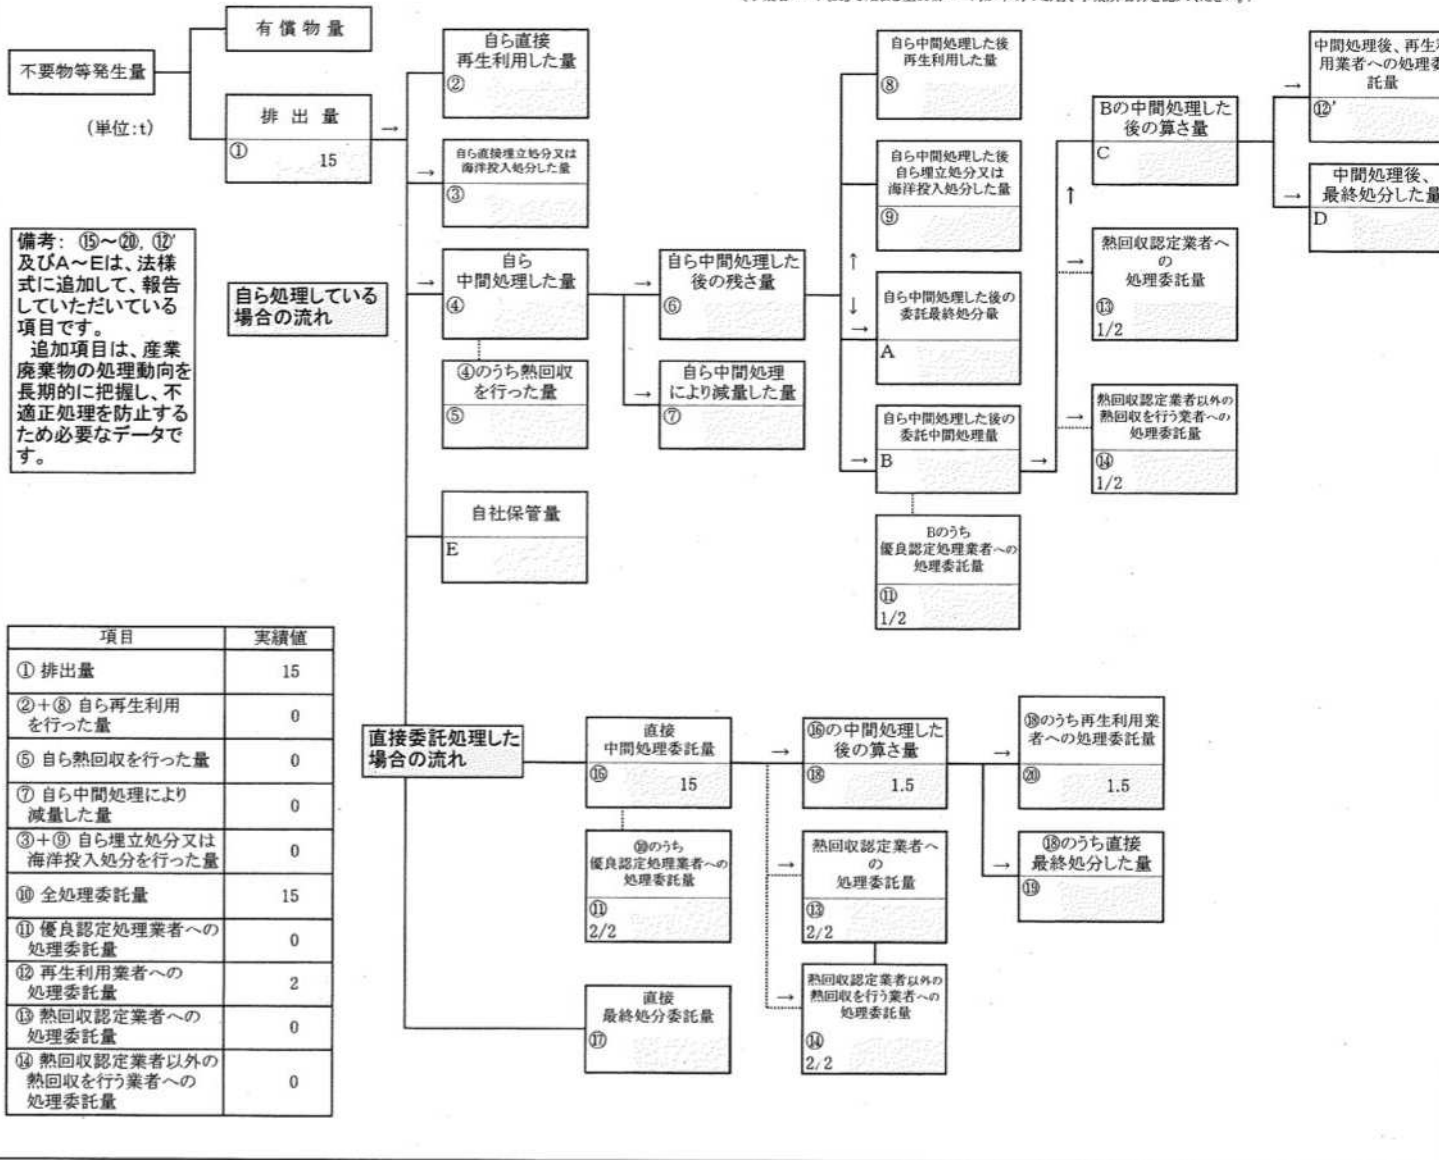 有償物量
不要物等発生量
(単位:t)
排出量
①
15
→
自ら直接
再生利用した量
②
→
自ら直接埋立処分又は
海洋投入処分した量
③
→
備考: ⑮~⑳, ⑫'
及びA~Eは、法様
式に追加して、報告
していただいている
項目です。
追加項目は、産業
廃棄物の処理動向を
長期的に把握し、不
適正処理を防止する
ため必要なデータで
す。
自ら処理している
場合の流れ
→
自ら
中間処理した量
④
④のうち熱回収
を行った量
⑤
→
自ら中間処理した
後の残さ量
⑥
→
自ら中間処理
により減量した量
⑦
自社保管量
E
自ら中間処理した後
再生利用した量
⑧
自ら中間処理した後
自ら埋立処分又は
海洋投入処分した量
⑨
↑
↓
→
自ら中間処理した後の
委託最終処分量
A
→
自ら中間処理した後の
委託中間処理量
B
→
Bのうち
優良認定処理業者への
処理委託量
⑪
1/2
Bの中間処理した
後の算さ量
C
↑
→
熱回収認定業者へ
の
処理委託量
⑬
1/2
→
熱回収認定業者以外の
熱回収を行う業者への
処理委託量
⑭
1/2
→
中間処理後、再生利
用業者への処理委
託量
⑫'
→
中間処理後、
最終処分した量
D
項目 実績値
① 排出量 15
②+⑧ 自ら再生利用
を行った量 0
⑤ 自ら熱回収を行った量 0
⑦ 自ら中間処理により
減量した量 0
③+⑨ 自ら埋立処分又は
海洋投入処分を行った量 0
⑩ 全処理委託量 15
⑪ 優良認定処理業者への
処理委託量 0
⑫ 再生利用業者への
処理委託量 2
⑬ 熱回収認定業者への
処理委託量 0
⑭ 熱回収認定業者以外の
熱回収を行う業者への
処理委託量 0
直接委託処理した
場合の流れ
直接
中間処理委託量
⑯
15
⑩のうち
優良認定処理業者への
処理委託量
⑪
2/2
直接
最終処分委託量
⑰
→
⑯の中間処理した
後の算さ量
⑱
1.5
→
熱回収認定業者へ
の
処理委託量
⑬
2/2
→
熱回収認定業者以外の
熱回収を行う業者への
処理委託量
⑭
2/2
→
⑱のうち再生利用業
者への処理委託量
⑳
1.5
→
⑱のうち直接
最終処分した量
⑲